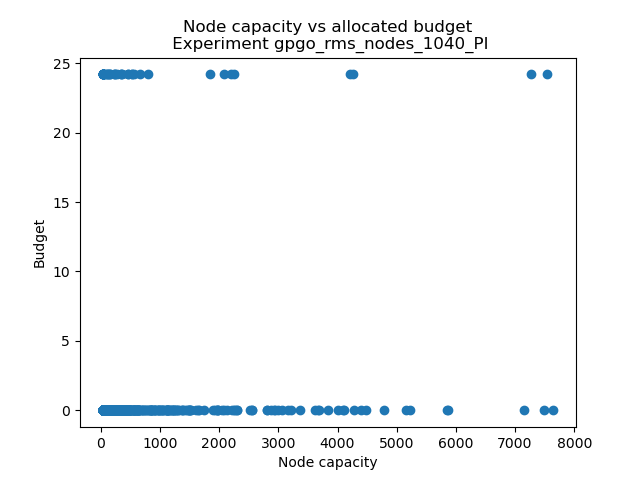 Node capacity vs allocated budget
Experiment gpgo_rms_nodes_1040_PI
25
20
15
10
5
0
Budget
0 1000 2000 3000 4000 5000 6000 7000 8000
Node capacity